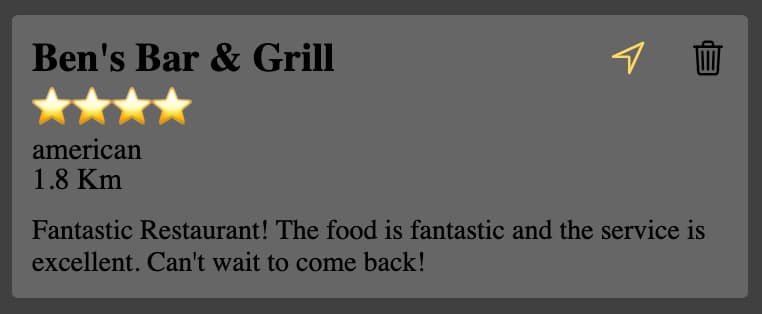 Ben's Bar & Grill
⭐⭐⭐⭐
american
1.8 Km
Fantastic Restaurant! The food is fantastic and the service is
excellent. Can't wait to come back!